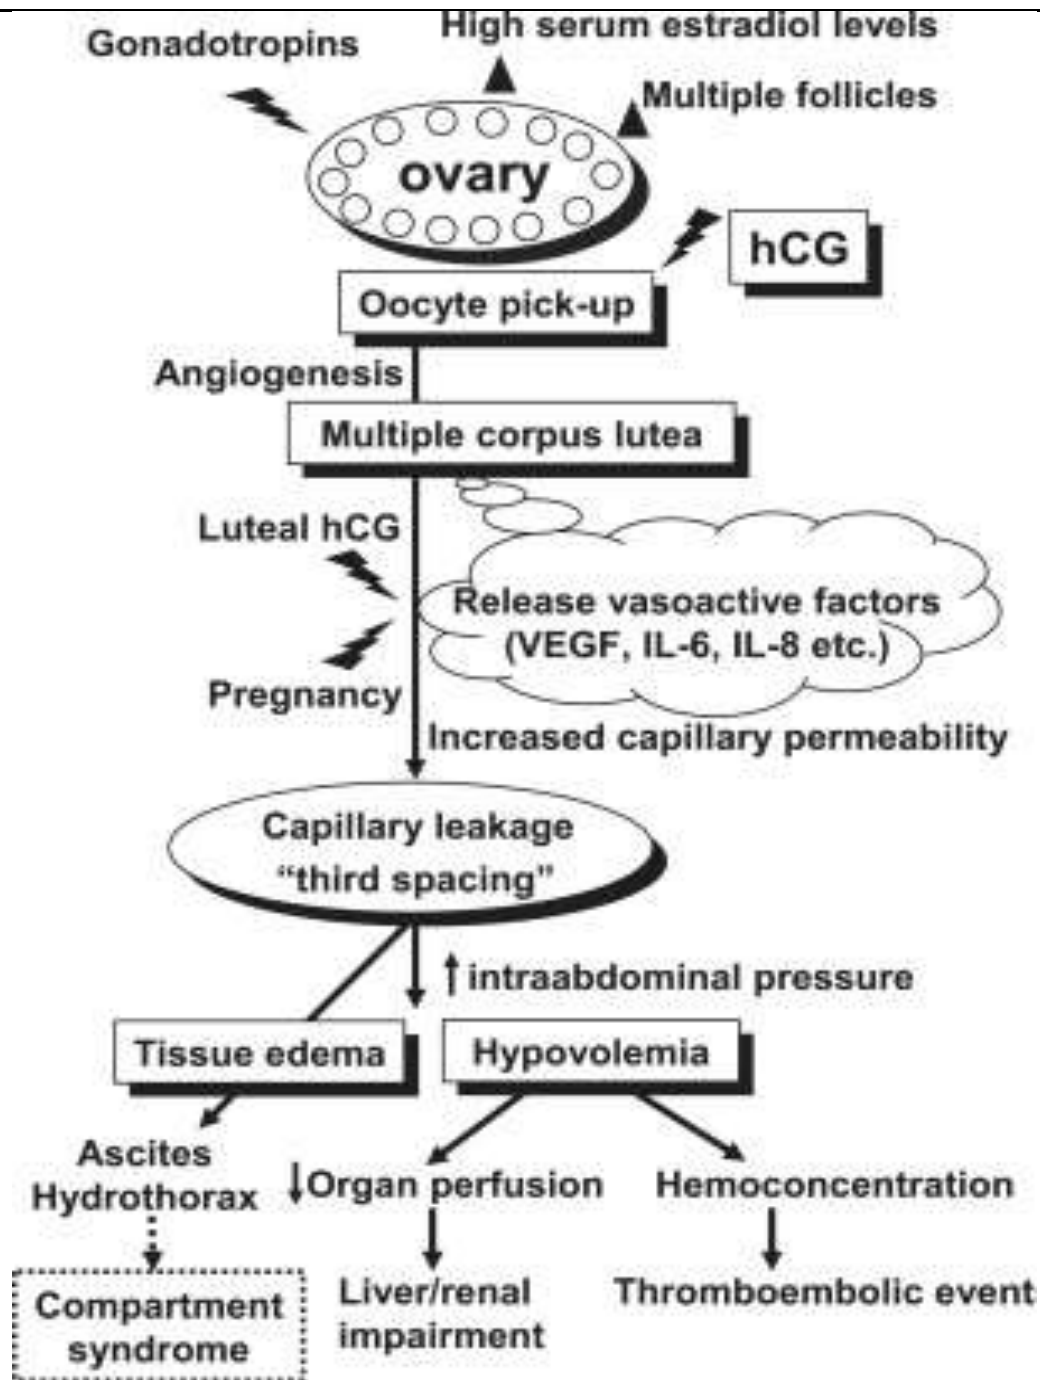 High serum estradiol levels
Gonadotropins
Multiple follicles
ovary
hCG
Oocyte pick-up
Angiogenesis
Multiple corpus lutea
Luteal hCG
Release vasoactive factors
(VEGF, IL-6, IL-8 etc.)
Pregnancy
Increased capillary permeability
Capillary leakage
“third spacing”
↑ intraabdominal pressure
Tissue edema
Hypovolemia
Ascites
Hydrothorax
↓Organ perfusion
Hemoconcentration
Compartment
syndrome
Liver/renal
impairment
Thromboembolic event